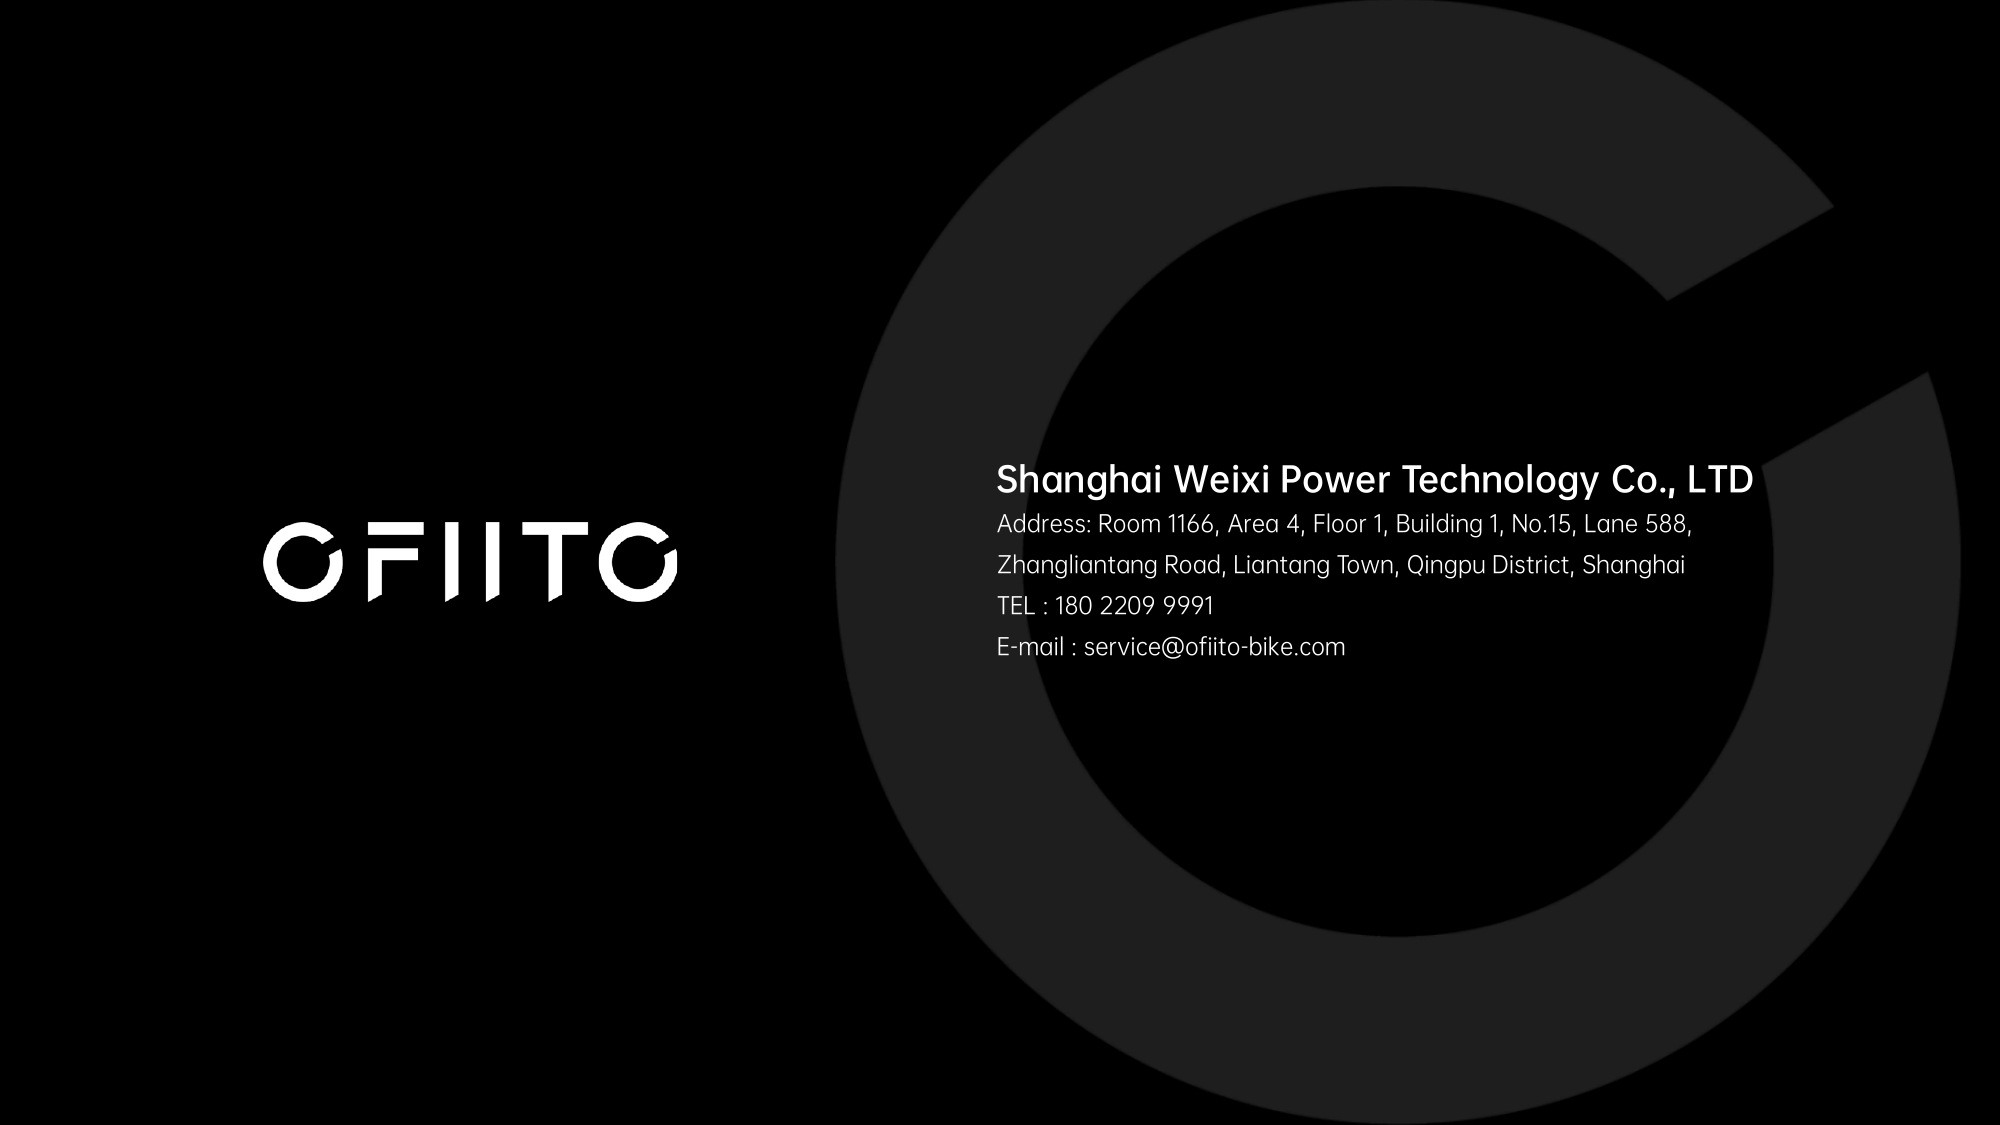 OFIITO
Shanghai Weixi Power Technology Co., LTD
Address: Room 1166, Area 4, Floor 1, Building 1, No.15, Lane 588,
Zhangliantang Road, Liantang Town, Qingpu District, Shanghai
TEL : 180 2209 9991
E-mail : service@ofiito-bike.com